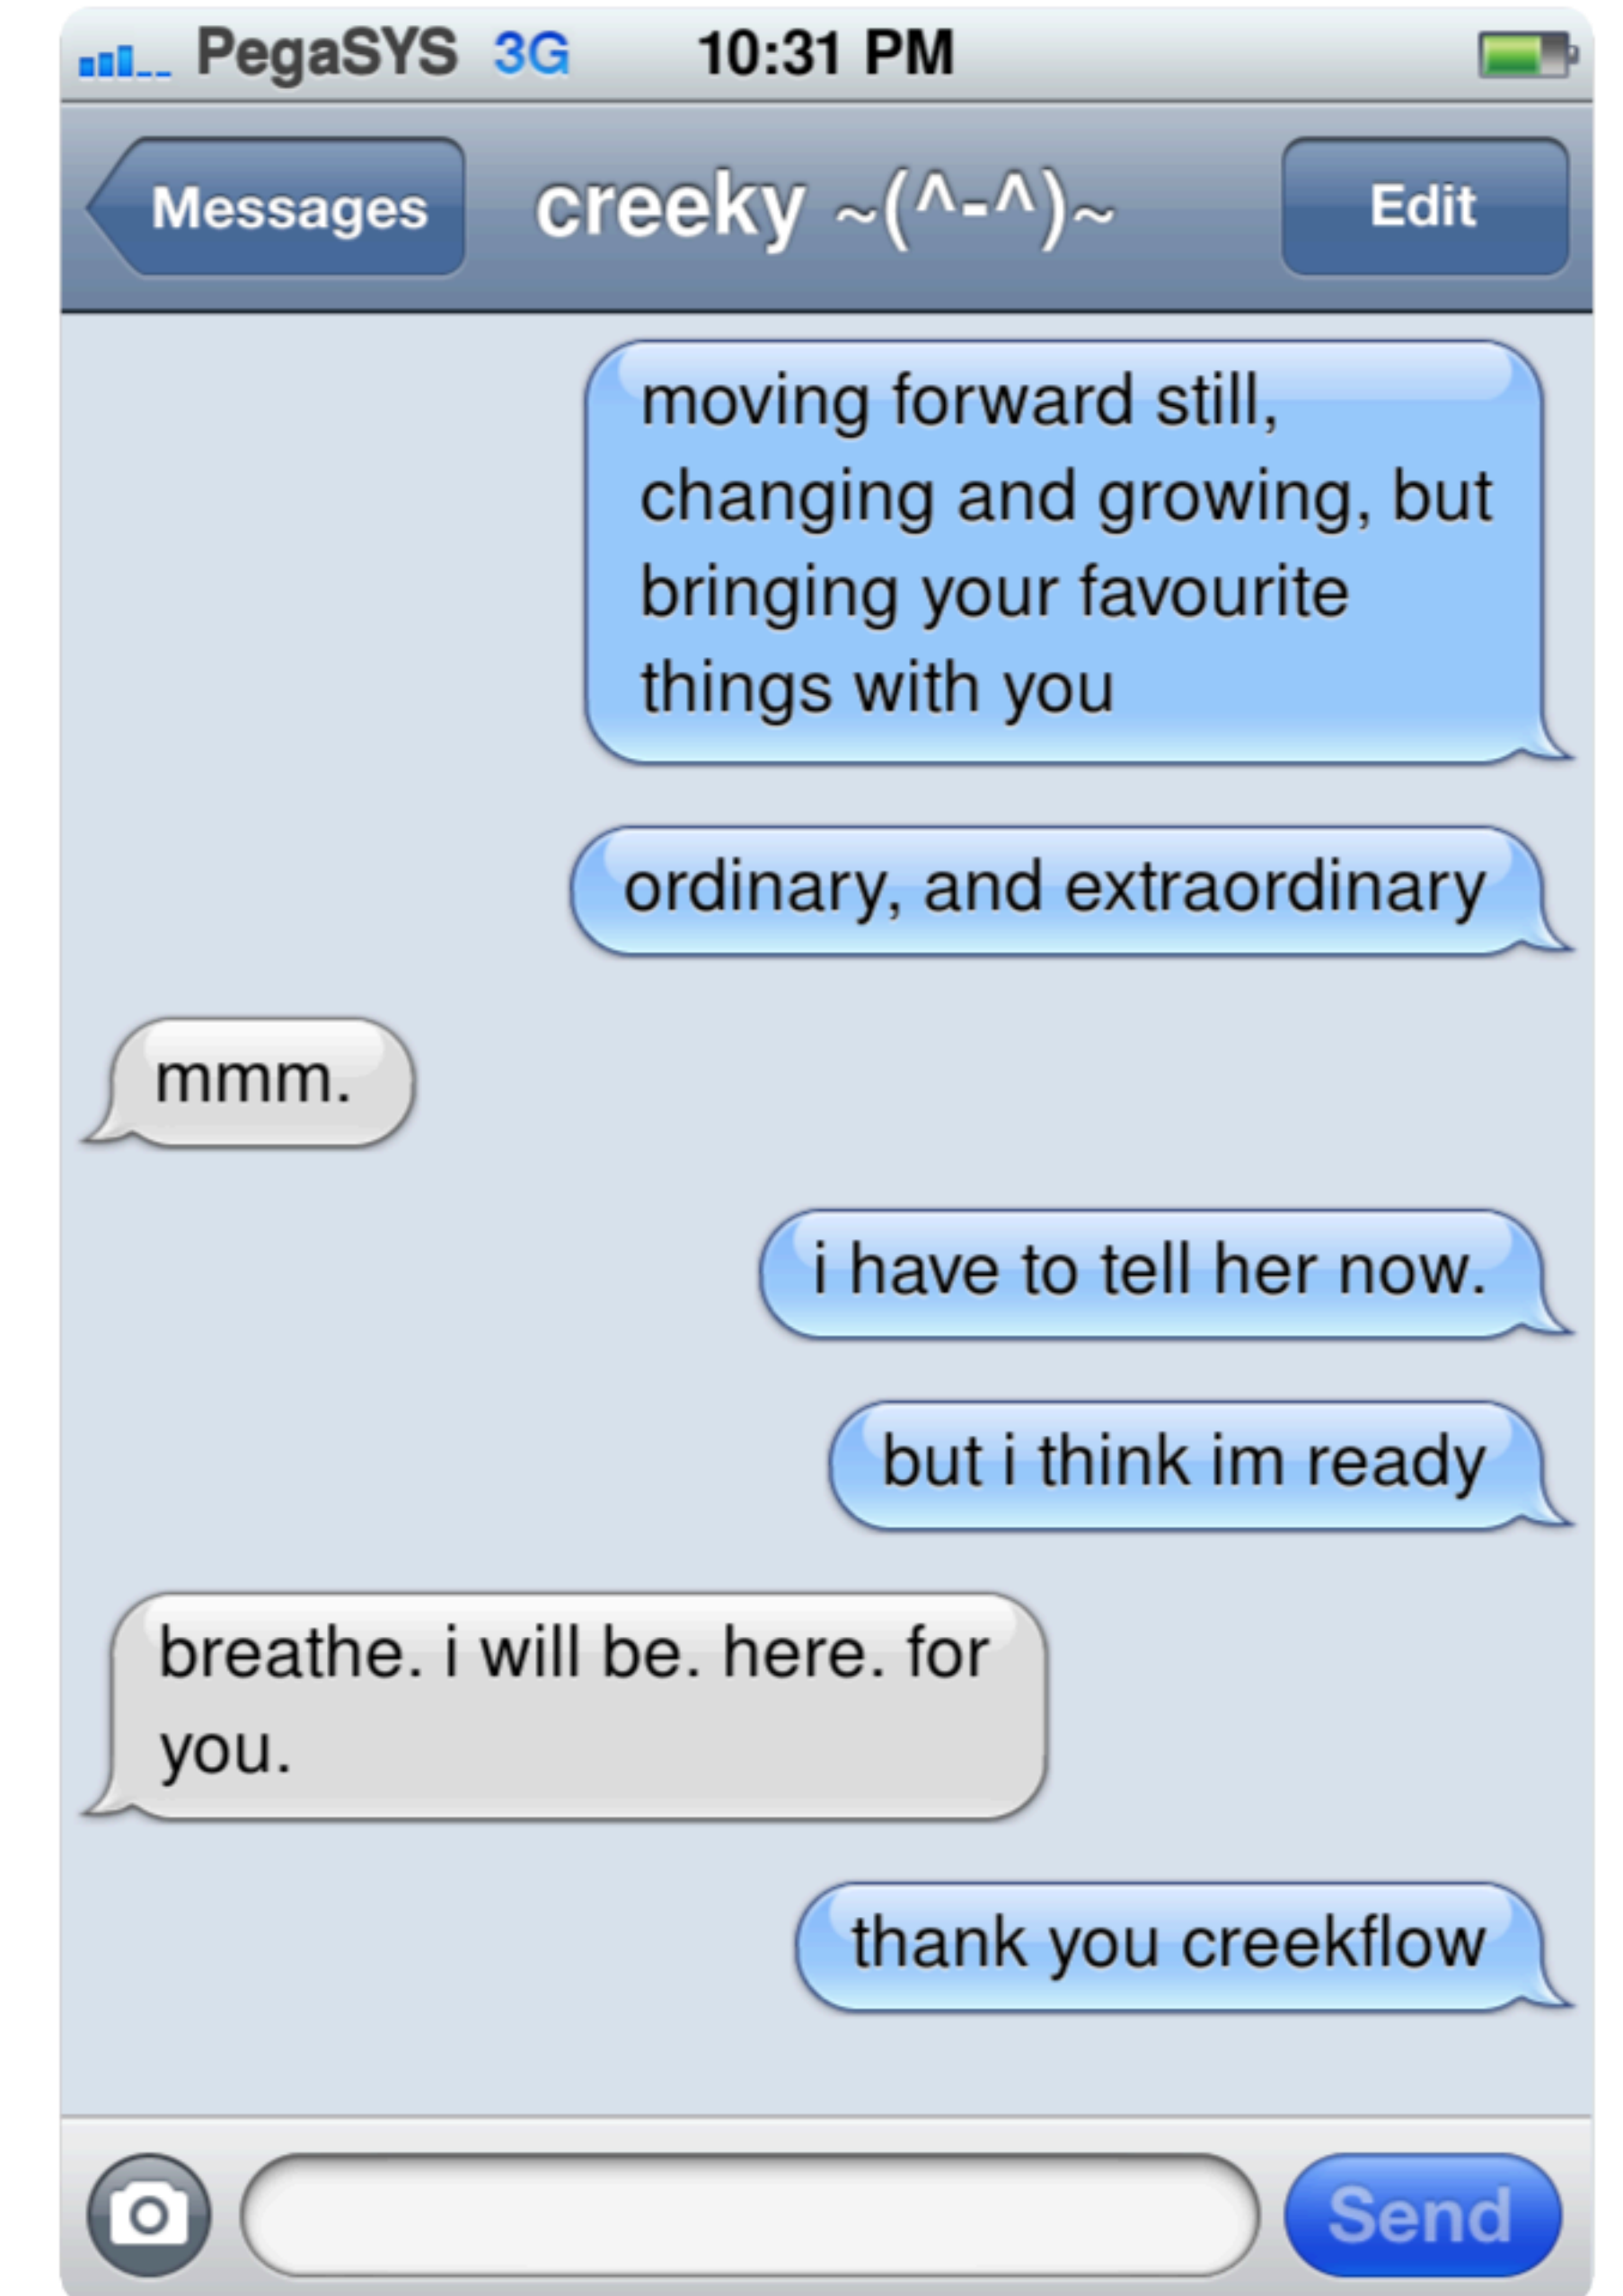 PegaSYS 3G 10:31 PM
Messages creeky ~(^-^)~ Edit
moving forward still,
changing and growing, but
bringing your favourite
things with you
ordinary, and extraordinary
mmm.
i have to tell her now.
but i think im ready
breathe. i will be. here. for
you.
thank you creekflow
Send